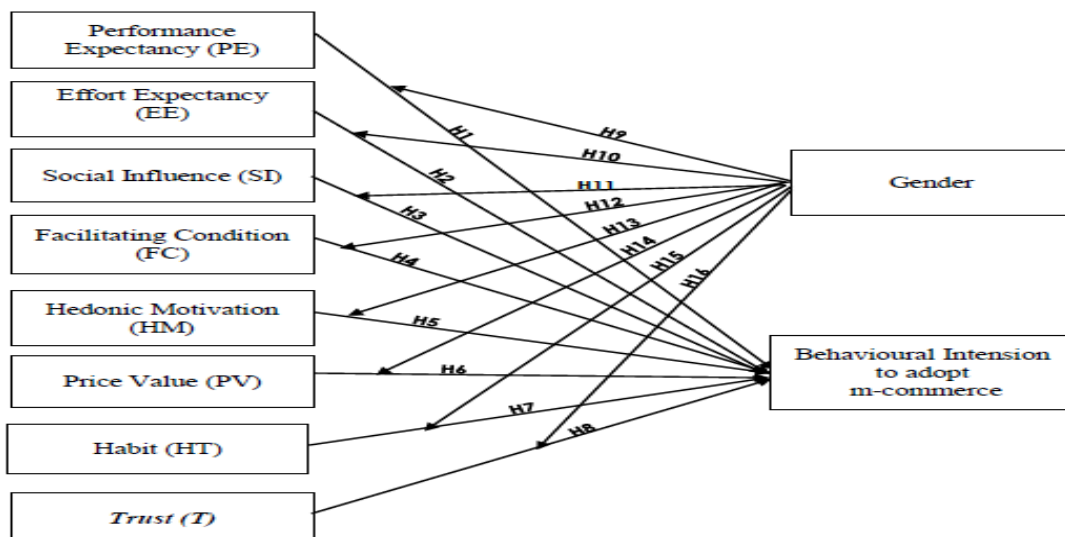 Performance
Expectancy (PE)
Effort Expectancy
(EE)
Social Influence (SI)
Facilitating Condition
(FC)
Hedonic Motivation
(HM)
Price Value (PV)
Habit (HT)
Trust (T)
H1
H2
H3
H4
H5
H6
H7
H8
H9
H10
H11
H12
H13
H14
H15
H16
Gender
Behavioural Intension
to adopt
m-commerce